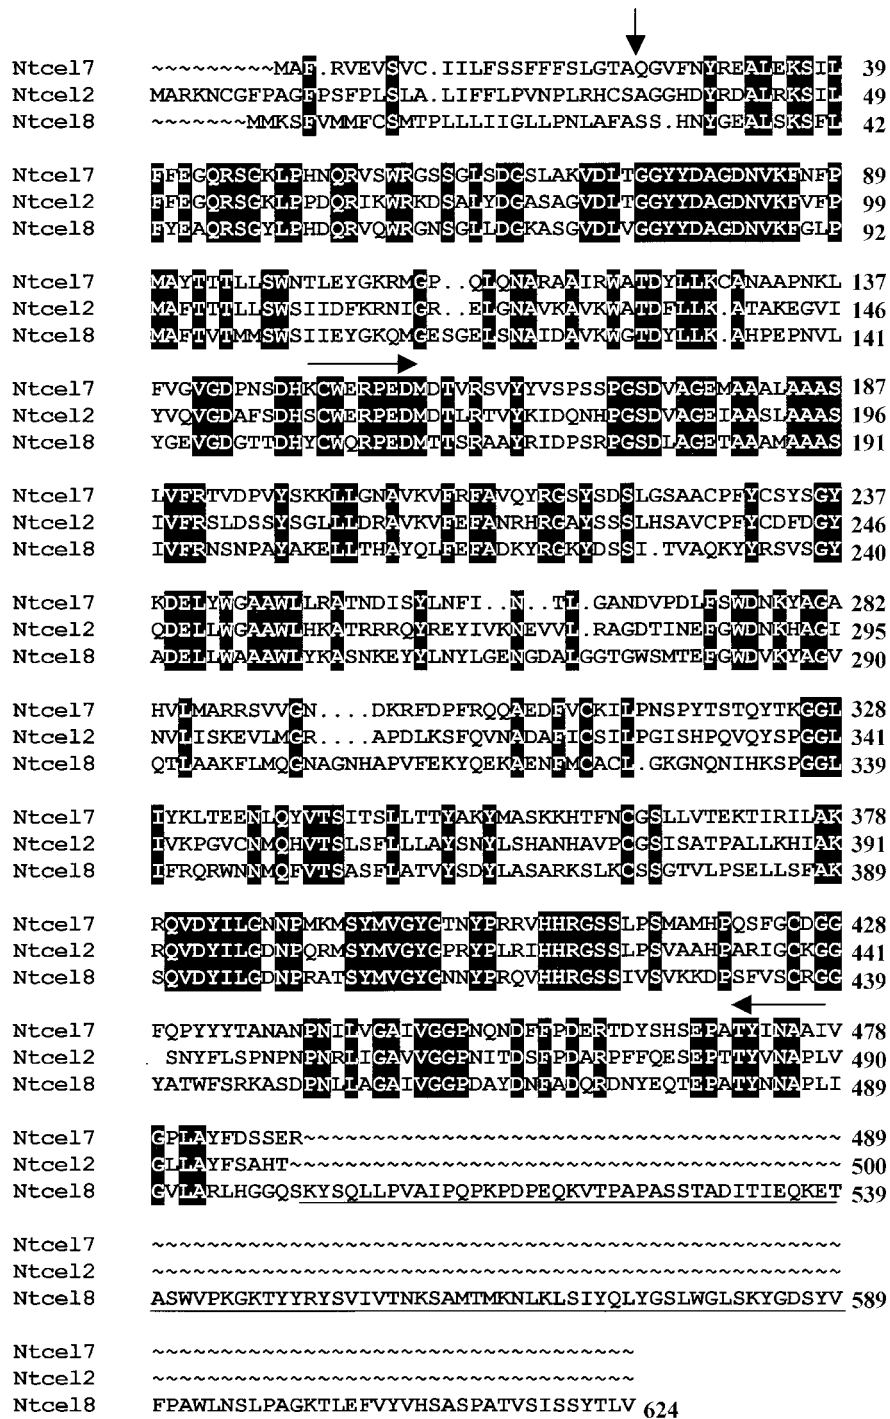 Ntcel7 ~~~~~~~~~MAF.RVEVSVC.IILFSSFFFSLGTAQGVFNYREALEKSIL 39
Ntcel2 MARKNCGFPAGFPSFPLSLA.LIFFLPVNPLRHCSAGGHDYRDALRKSIL 49
Ntcel8 ~~~~~~~MMKSFVMMFCSMTPLLLIIGLLPNLAFASS.HNYGEALSKSFL 42
Ntcel7 FFEGQRSGKLPHNQRVSWRGSSGLSDGSLAKVDLTGGYYDAGDNVKFNFP 89
Ntcel2 FFEGQRSGKLPPDQRIKWRKDSALYDGASAGVDLTGGYYDAGDNVKFVFP 99
Ntcel8 FYEAQRSGYLPHDQRVQWRGNSGLLDGKASGVDLVGGYYDAGDNVKFGLP 92
Ntcel7 MAYTTTLLSWNTLEYGKRMGP..QLQNARAAIRWATDYLLKCANAAPNKL 137
Ntcel2 MAFTTTLLSWSIIDFKRNIGR..ELGNAVKAVKWATDFLLK.ATAKEGVI 146
Ntcel8 MAFTVTMMSWSIIEYGKQMGESGELSNAIDAVKWGTDYLLK.AHPEPNVL 141
Ntcel7 FVGVGDPNSDHKCWERPEDMDTVRSVYYVSPSSPGSDVAGEMAAALAAAS 187
Ntcel2 YVQVGDAFSDHSCWERPEDMDTLRTVYKIDQNHPGSDVAGEIAASLAAAS 196
Ntcel8 YGEVGDGTTDHYCWQRPEDMTTSRAAYRIDPSRPGSDLAGETAAAMAAAS 191
Ntcel7 LVFRTVDPVYSKKLLGNAVKVFRFAVQYRGSYSDSLGSAACPFYCSYSGY 237
Ntcel2 IVFRSLDSSYSGLLLDRAVKVFEFANRHRGAYSSSLHSAVCPFYCDFDGY 246
Ntcel8 IVFRNSNPAYAKELLTHAYQLFEFADKYRGKYDSSI.TVAQKYYRSVSGY 240
Ntcel7 KDELYWGAAWLLRATNDISYLNFI..N..TL.GANDVPDLFSWDNKYAGA 282
Ntcel2 QDELLWGAAWLHKATRRRQYREYIVKNEVVL.RAGDTINEFGWDNKHAGI 295
Ntcel8 ADELLWAAAWLYKASNKEYYLNYLGENGDALGGTGWSMTEFGWDVKYAGV 290
Ntcel7 HVLMARRSVVGN....DKRFDPFRQQAEDFVCKILPNSPYTSTQYTKGGL 328
Ntcel2 NVLISKEVLMGR....APDLKSFQVNADAFICSILPGISHPQVQYSPGGL 341
Ntcel8 QTLAAKFLMQGNAGNHAPVFEKYQEKAENFMCACL.GKGNQNIHKSPGGL 339
Ntcel7 IYKLTEENLQYVTSITSLLTTYAKYMASKKHTFNCGSLLVTEKTIRILAK 378
Ntcel2 IVKPGVCNMQHVTSLSFLLLAYSNYLSHANHAVPCGSISATPALLKHIAK 391
Ntcel8 IFRQRWNNMQFVTSASFLATVYSDYLASARKSLKCSSGTVLPSELLSFAK 389
Ntcel7 RQVDYILGNNPMKMSYMVGYGTNYPRRVHHRGSSLPSMAMHPQSFGCDGG 428
Ntcel2 RQVDYILGDNPQRMSYMVGYGPRYPLRIHHRGSSLPSVAAHPARIGCKGG 441
Ntcel8 SQVDYILGDNPRATSYMVGYGNNYPRQVHHRGSSIVSVKKDPSFVSCRGG 439
Ntcel7 FQPYYYTANANPNILVGAIVGGPNQNDFFPDERTDYSHSEPATYINAAIV 478
Ntcel2 SNYFLSPNPNPNRLIGAVVGGPNITDSFPDARPFFQESEPTTYVNAPLV 490
Ntcel8 YATWFSRKASDPNLLAGAIVGGPDAYDNFADQRDNYEQTEPATYNNAPLI 489
Ntcel7 GPLAYFDSSER~~~~~~~~~~~~~~~~~~~~~~~~~~~~~~~~~~~~~~~ 489
Ntcel2 GLLAYFSAHT~~~~~~~~~~~~~~~~~~~~~~~~~~~~~~~~~~~~~~~~ 500
Ntcel8 GVLARLHGGQSKYSQLLPVAIPQPKPDPEQKVTPAPASSTADITIEQKET 539
Ntcel7 ~~~~~~~~~~~~~~~~~~~~~~~~~~~~~~~~~~~~~~~~~~~~~~~~~~
Ntcel2 ~~~~~~~~~~~~~~~~~~~~~~~~~~~~~~~~~~~~~~~~~~~~~~~~~~
Ntcel8 ASWVPKGKTYYRYSVIVTNKSAMTMKNLKLSIYQLYGSLWGLSKYGDSYV 589
Ntcel7 ~~~~~~~~~~~~~~~~~~~~~~~~~~~~~~~~~~~
Ntcel2 ~~~~~~~~~~~~~~~~~~~~~~~~~~~~~~~~~~~
Ntcel8 FPAWLNSLPAGKTLEFVYVHSASPATVSISSYTLV 624